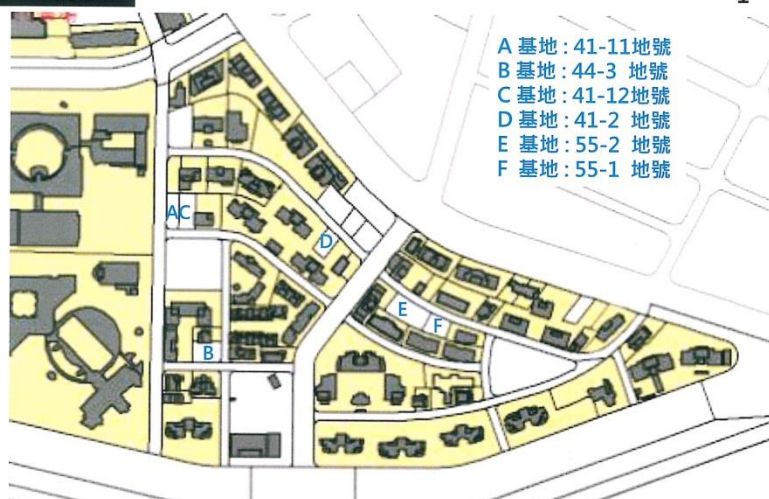 1
A 基地 : 41-11地號
B 基地 : 44-3 地號
C 基地 : 41-12地號
D 基地 : 41-2 地號
E 基地 : 55-2 地號
F 基地 : 55-1 地號
AC
D
E
F
B